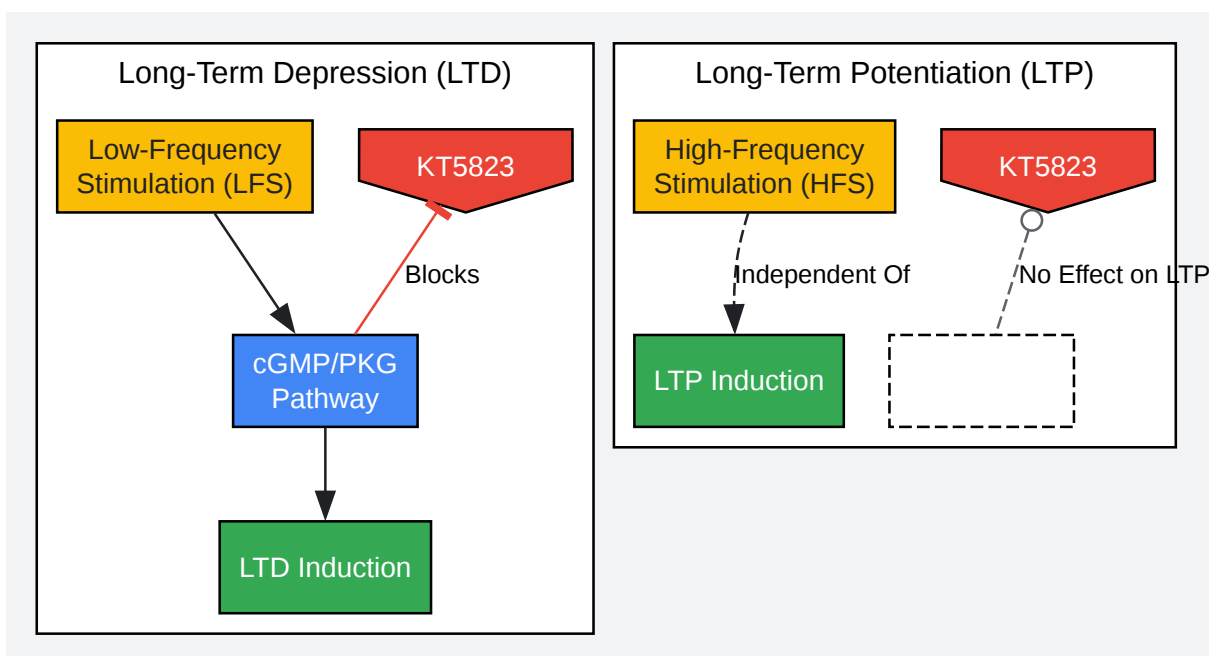 Long-Term Depression (LTD)
Low-Frequency
Stimulation (LFS)
KT5823
Blocks
cGMP/PKG
Pathway
LTD Induction
Long-Term Potentiation (LTP)
High-Frequency
Stimulation (HFS)
KT5823
Independent Of
No Effect on LTP
LTP Induction